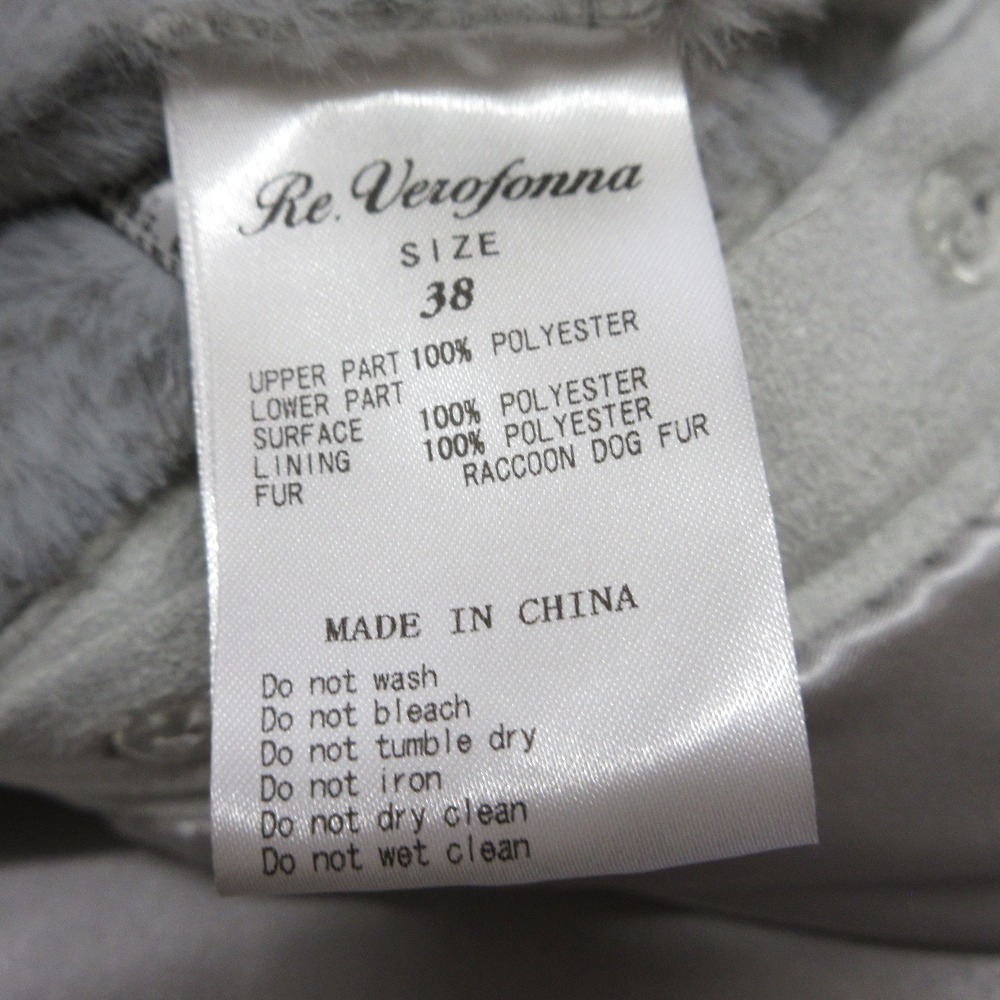 Re.Verofonna
SIZE
38
UPPER PART 100% POLYESTER
LOWER PART
SURFACE 100% POLYESTER
LINING 100% POLYESTER
FUR RACCOON DOG FUR
MADE IN CHINA
Do not wash
Do not bleach
Do not tumble dry
Do not iron
Do not dry clean
Do not wet clean